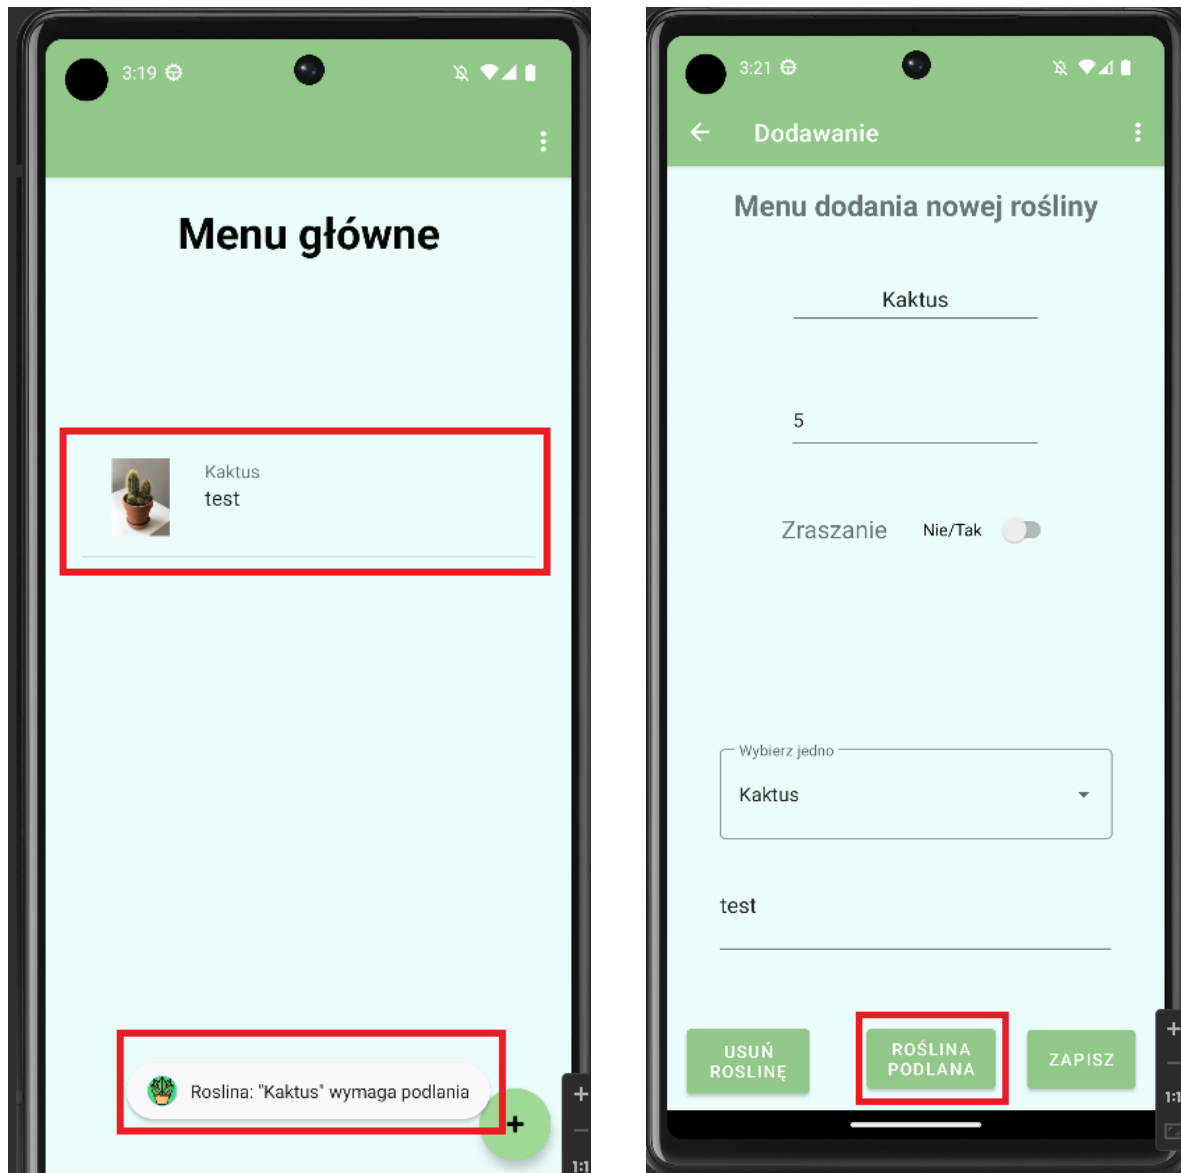 3:19
Menu główne
Kaktus
test
Roslina: "Kaktus" wymaga podlania
+
+
−
1:1
3:21
Dodawanie
Menu dodania nowej rośliny
Kaktus
5
Zraszanie Nie/Tak
Wybierz jedno
Kaktus
test
USUŃ
ROSLINĘ
ROŚLINA
PODLANA
ZAPISZ
+
−
1:1